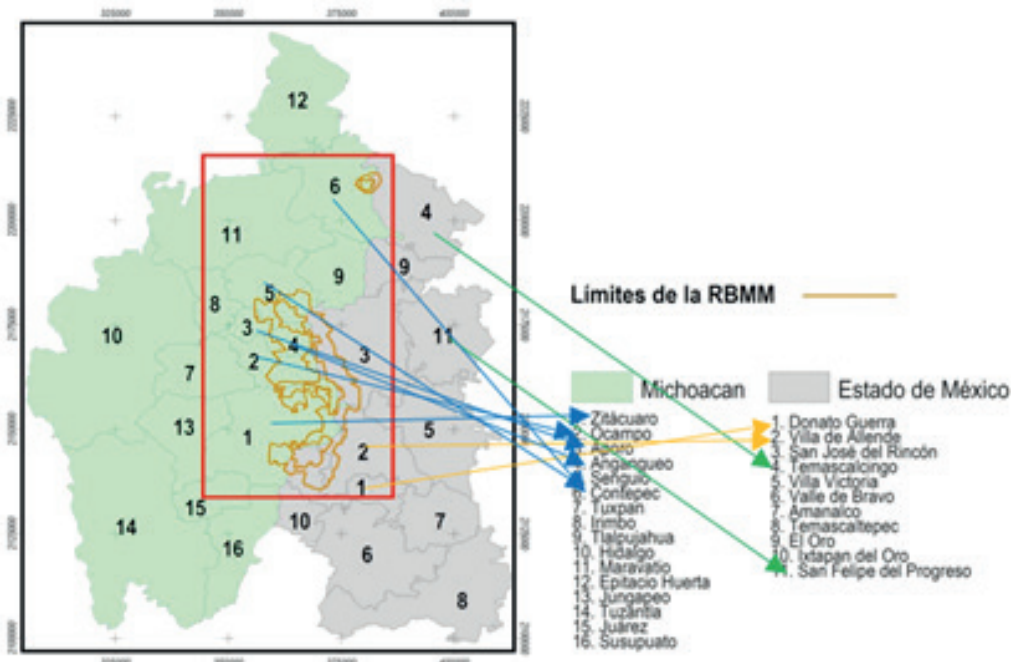 325000 350000 375000 400000
12
6
4
11
9
9
5
8
3
10
4
11
3
2
7
13
1
5
2
1
15
10
7
14
16
6
8
Límites de la RBMM
Michoacan
Zitácuaro
Ocampo
Aporo
Angangueo
Senguio
Contepec
7. Tuxpan
8. Irimbo
9. Tlalpujahua
10. Hidalgo
11. Maravatío
12. Epitacio Huerta
13. Jungapeo
14. Tuzantla
15. Juárez
16. Susupuato
Estado de México
1. Donato Guerra
2. Villa de Allende
3. San José del Rincón
4. Temascalcingo
5. Villa Victoria
6. Valle de Bravo
7. Amanalco
8. Temascaltepec
9. El Oro
10. Ixtapan del Oro
11. San Felipe del Progreso